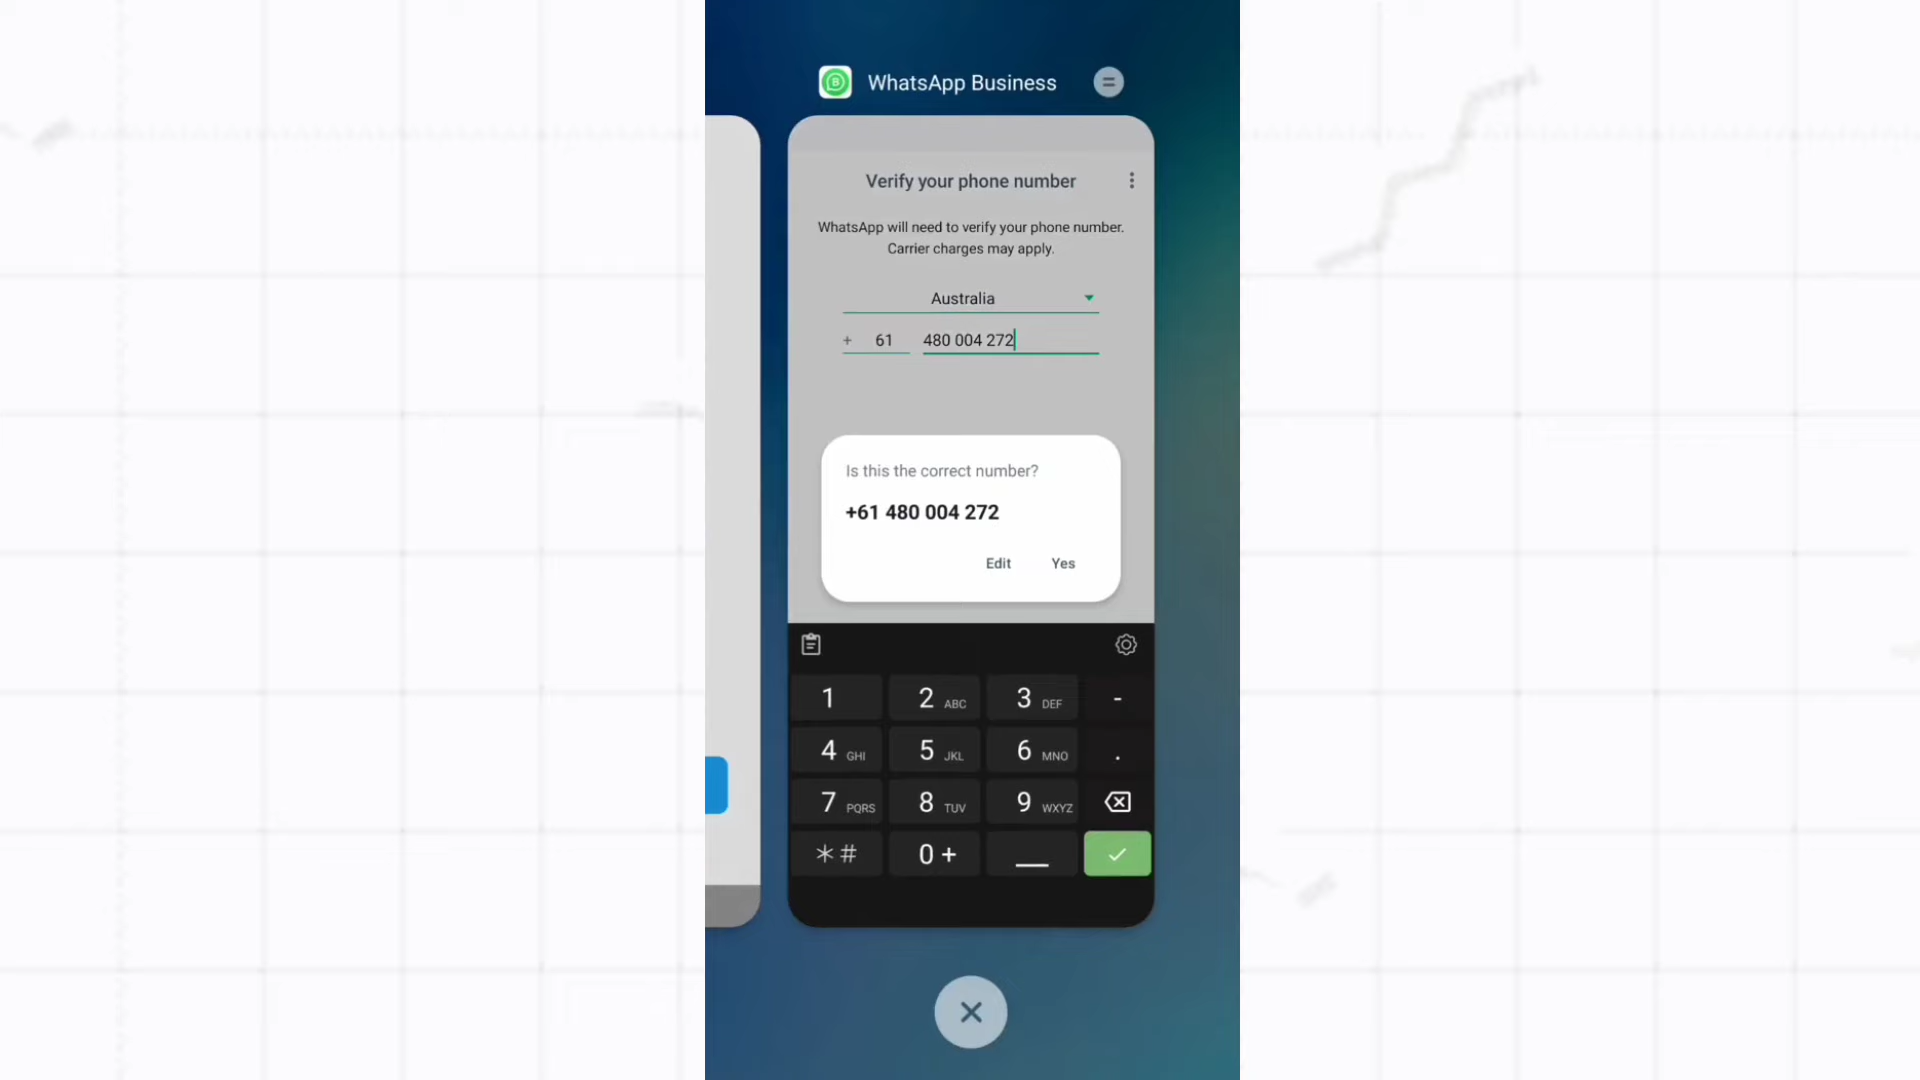 WhatsApp Business
Verify your phone number
WhatsApp will need to verify your phone number.
Carrier charges may apply.
Australia
+ 61 480 004 272
Is this the correct number?
+61 480 004 272
Edit Yes
1 2 ABC 3 DEF -
4 GHI 5 JKL 6 MNO .
7 PQRS 8 TUV 9 WXYZ
*# 0 +